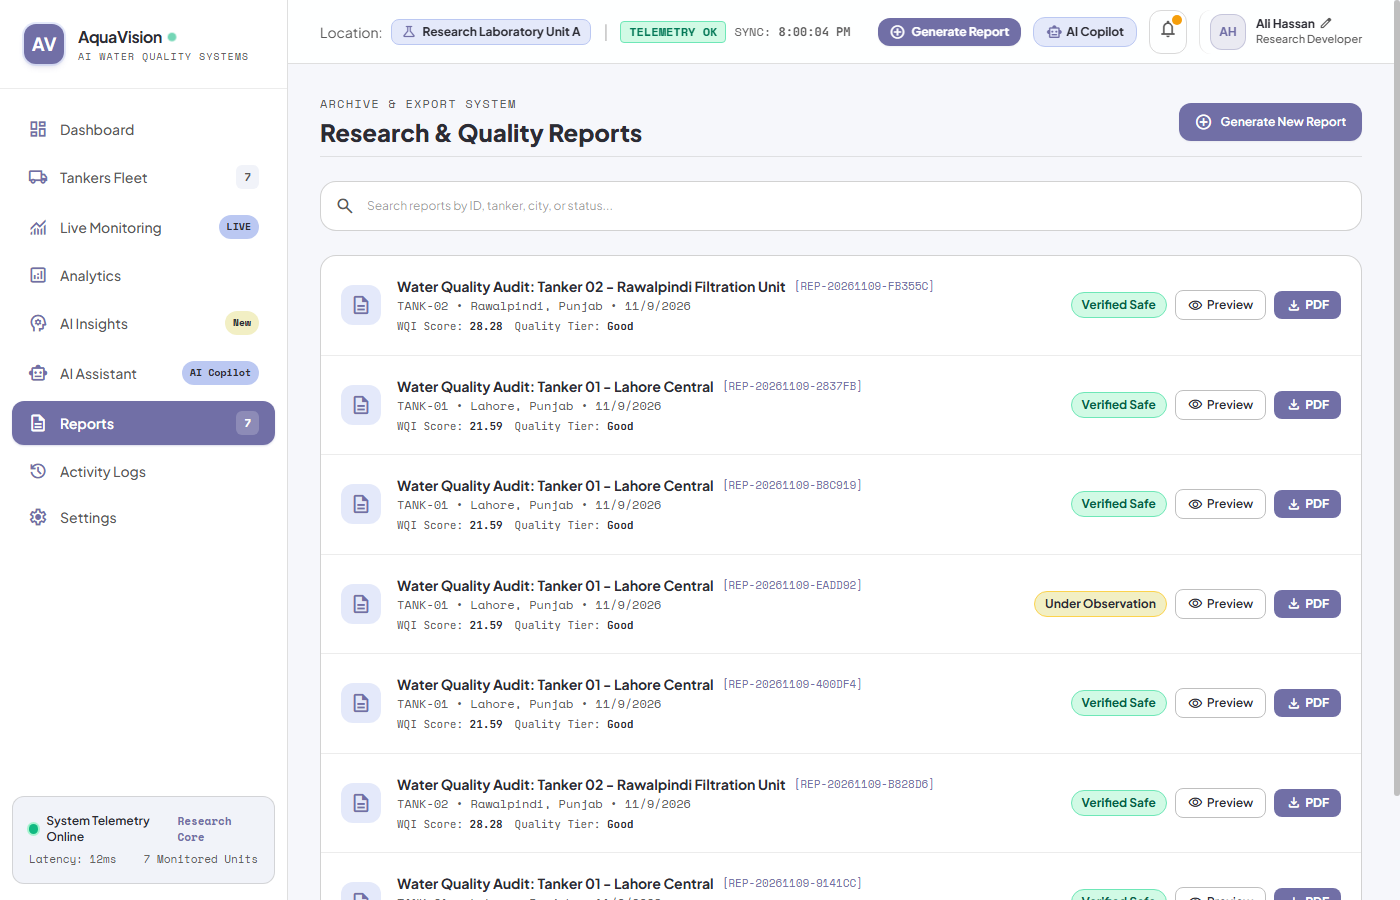 AV
AquaVision
AI WATER QUALITY SYSTEMS
Dashboard
Tankers Fleet 7
Live Monitoring LIVE
Analytics
AI Insights New
AI Assistant AI Copilot
Reports 7
Activity Logs
Settings
System Telemetry Online
Research Core
Latency: 12ms 7 Monitored Units
Location: Research Laboratory Unit A TELEMETRY OK SYNC: 8:00:04 PM Generate Report AI Copilot
AH
Ali Hassan
Research Developer
ARCHIVE & EXPORT SYSTEM
Research & Quality Reports
Generate New Report
Search reports by ID, tanker, city, or status...
Water Quality Audit: Tanker 02 - Rawalpindi Filtration Unit [REP-20261109-FB355C]
TANK-02 • Rawalpindi, Punjab • 11/9/2026
WQI Score: 28.28 Quality Tier: Good
Verified Safe Preview PDF
Water Quality Audit: Tanker 01 - Lahore Central [REP-20261109-2837FB]
TANK-01 • Lahore, Punjab • 11/9/2026
WQI Score: 21.59 Quality Tier: Good
Verified Safe Preview PDF
Water Quality Audit: Tanker 01 - Lahore Central [REP-20261109-B8C919]
TANK-01 • Lahore, Punjab • 11/9/2026
WQI Score: 21.59 Quality Tier: Good
Verified Safe Preview PDF
Water Quality Audit: Tanker 01 - Lahore Central [REP-20261109-EADD92]
TANK-01 • Lahore, Punjab • 11/9/2026
WQI Score: 21.59 Quality Tier: Good
Under Observation Preview PDF
Water Quality Audit: Tanker 01 - Lahore Central [REP-20261109-400DF4]
TANK-01 • Lahore, Punjab • 11/9/2026
WQI Score: 21.59 Quality Tier: Good
Verified Safe Preview PDF
Water Quality Audit: Tanker 02 - Rawalpindi Filtration Unit [REP-20261109-B828D6]
TANK-02 • Rawalpindi, Punjab • 11/9/2026
WQI Score: 28.28 Quality Tier: Good
Verified Safe Preview PDF
Water Quality Audit: Tanker 01 - Lahore Central [REP-20261109-9141CC]